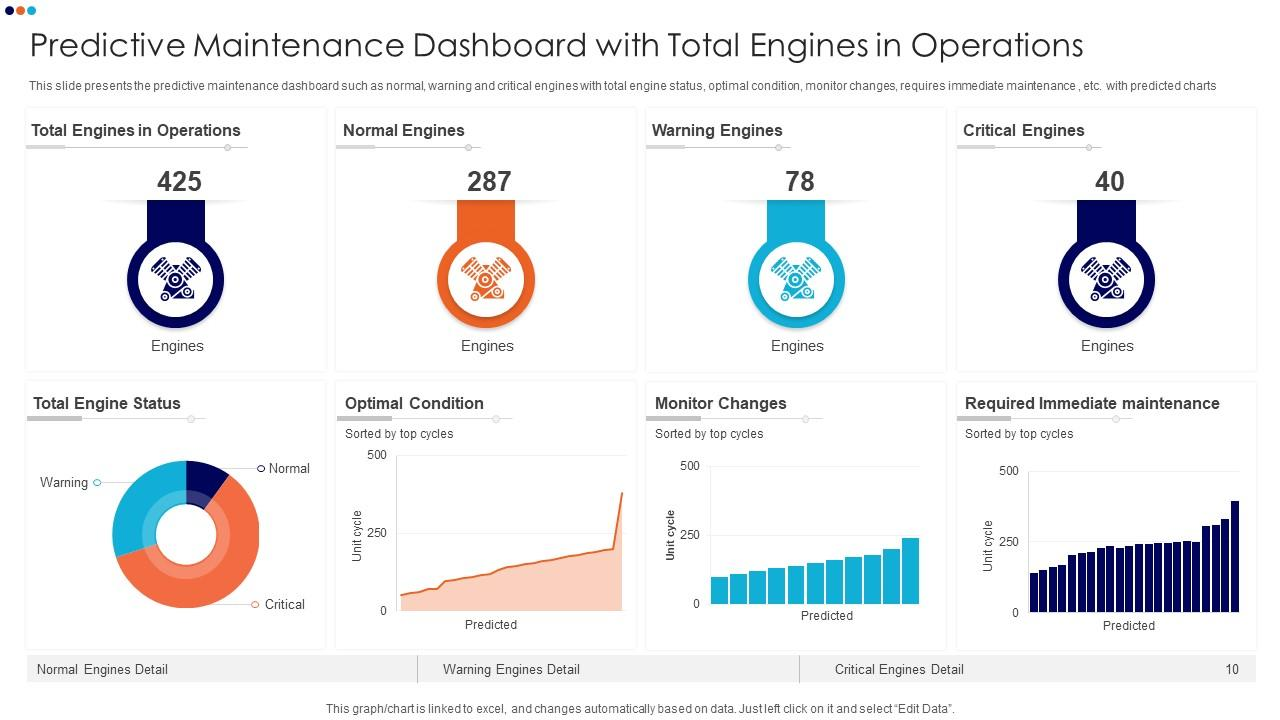 Predictive Maintenance Dashboard with Total Engines in Operations
This slide presents the predictive maintenance dashboard such as normal, warning and critical engines with total engine status, optimal condition, monitor changes, requires immediate maintenance , etc. with predicted charts
Total Engines in Operations
425
Engines
Normal Engines
287
Engines
Warning Engines
78
Engines
Critical Engines
40
Engines
Total Engine Status
Normal
Warning
Critical
Optimal Condition
Sorted by top cycles
500
250
0
Unit cycle
Predicted
Monitor Changes
Sorted by top cycles
500
250
0
Unit cycle
Predicted
Required Immediate maintenance
Sorted by top cycles
500
250
0
Unit cycle
Predicted
Normal Engines Detail
Warning Engines Detail
Critical Engines Detail
10
This graph/chart is linked to excel, and changes automatically based on data. Just left click on it and select “Edit Data”.